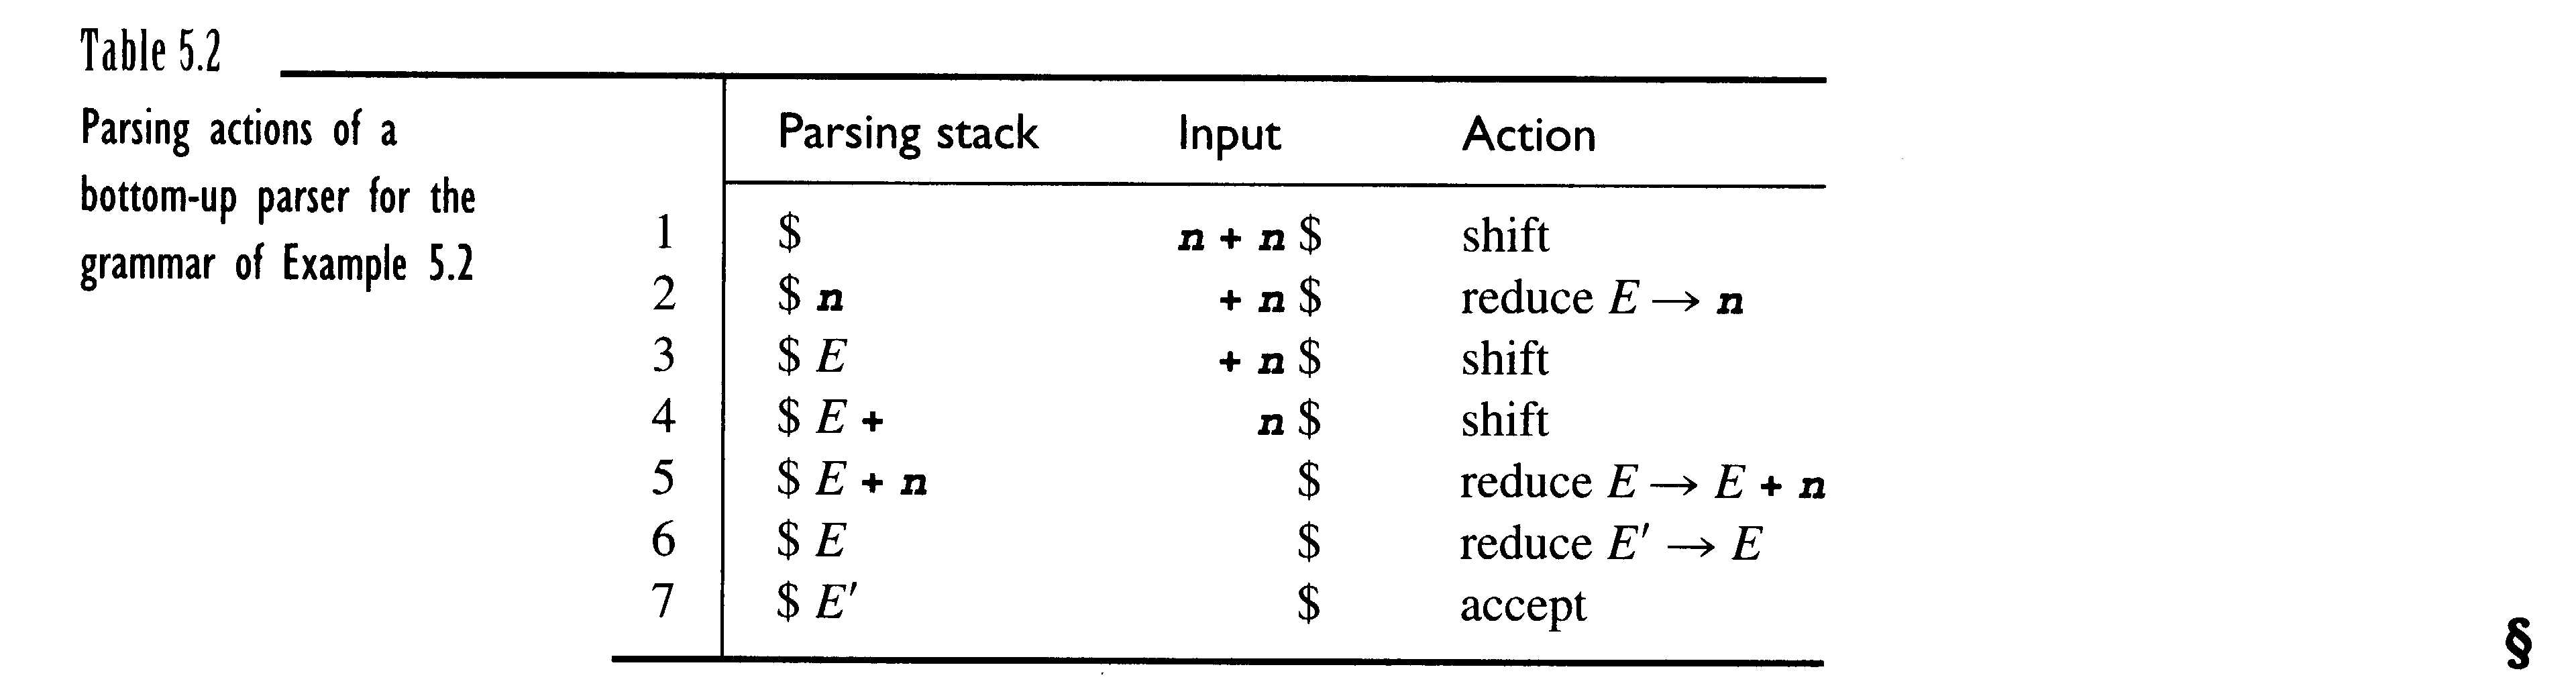 Table 5.2
Parsing actions of a
bottom-up parser for the
grammar of Example 5.2
Parsing stack Input Action
1 $ n + n $ shift
2 $ n + n $ reduce E → n
3 $ E + n $ shift
4 $ E + n $ shift
5 $ E + n $ reduce E → E + n
6 $ E $ reduce E′ → E
7 $ E′ $ accept
§